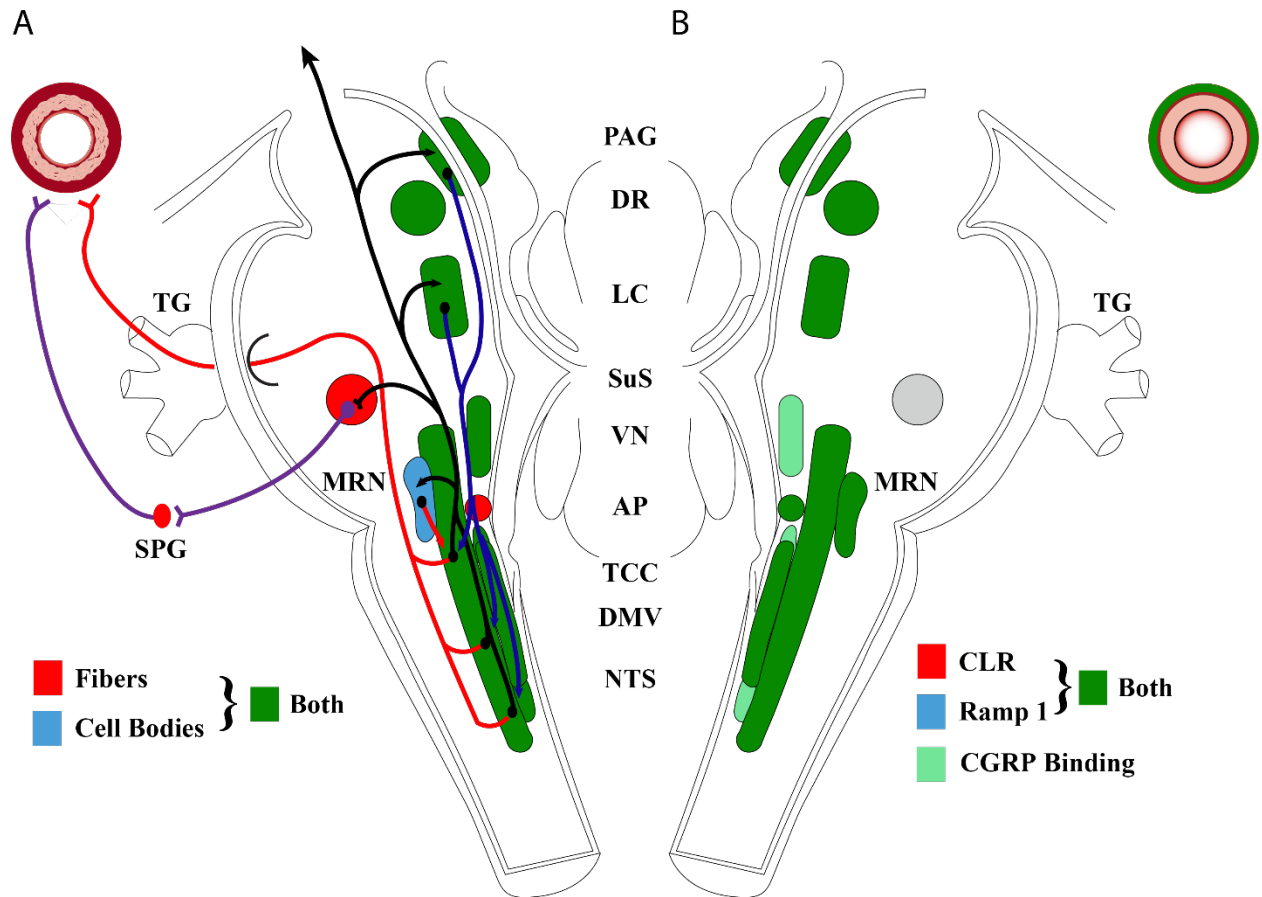 A
B
PAG
DR
LC
TG
TG
SuS
VN
MRN
MRN
AP
SPG
TCC
DMV
NTS
Fibers
Cell Bodies
} Both
CLR
Ramp 1
} Both
CGRP Binding